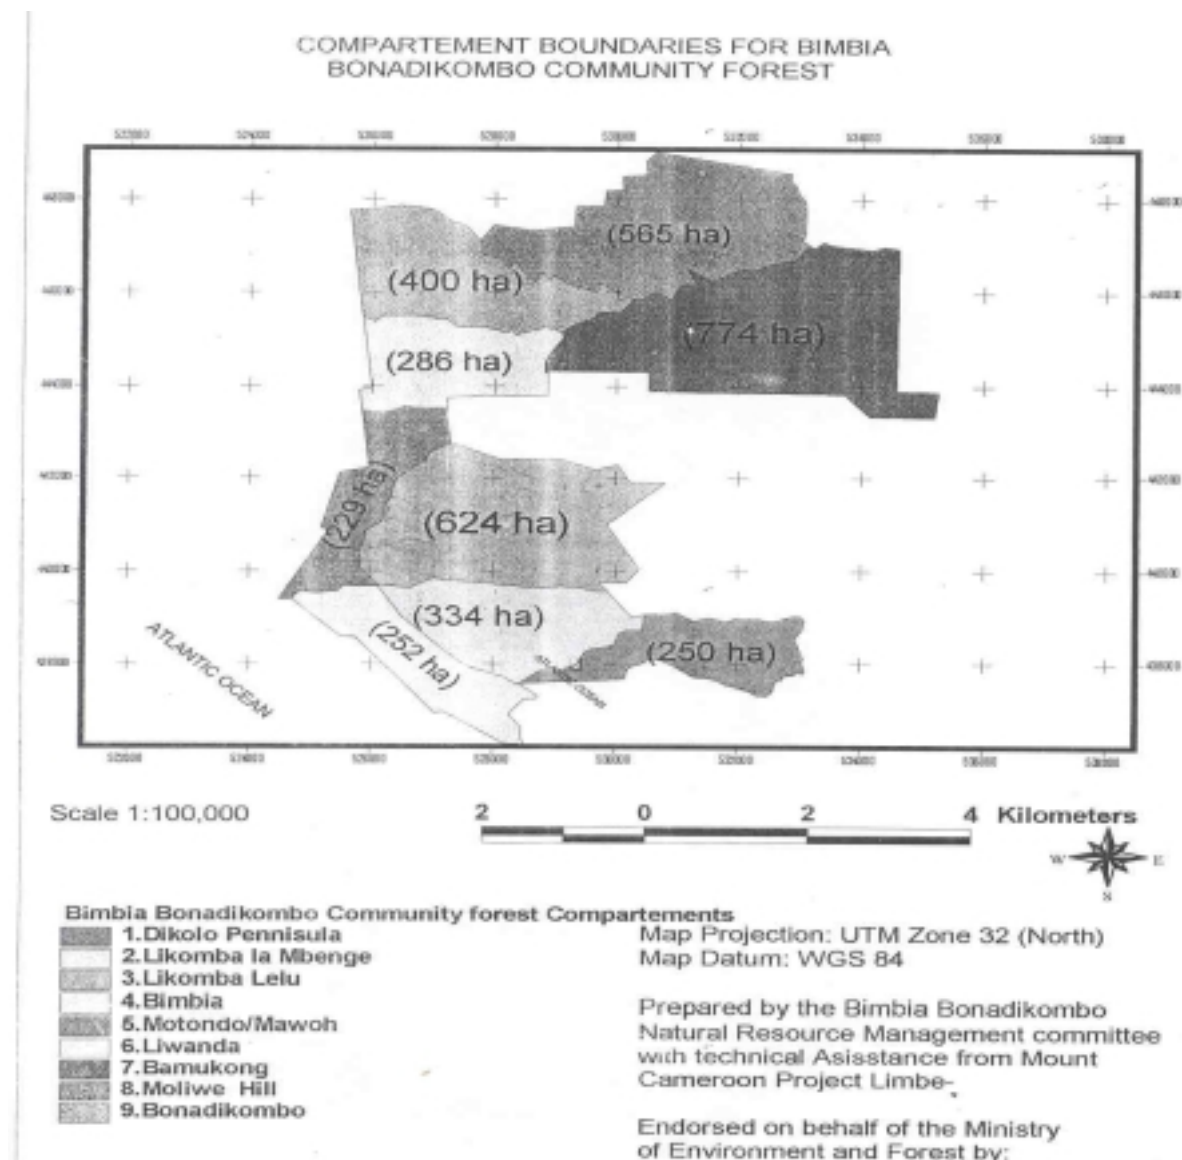 COMPARTEMENT BOUNDARIES FOR BIMBIA
BONADIKOMBO COMMUNITY FOREST
(565 ha)
(400 ha)
(774 ha)
(286 ha)
(229 ha)
(624 ha)
(334 ha)
(252 ha)
(250 ha)
ATLANTIC OCEAN
ATLANTIC OCEAN
Scale 1:100,000
2 0 2 4 Kilometers
W E
S
Bimbia Bonadikombo Community forest Compartements
1.Dikolo Pennisula
2.Likomba la Mbenge
3.Likomba Lelu
4.Bimbia
5.Motondo/Mawoh
6.Liwanda
7.Bamukong
8.Moliwe Hill
9.Bonadikombo
Map Projection: UTM Zone 32 (North)
Map Datum: WGS 84
Prepared by the Bimbia Bonadikombo
Natural Resource Management committee
with technical Asisstance from Mount
Cameroon Project Limbe-
Endorsed on behalf of the Ministry
of Environment and Forest by: